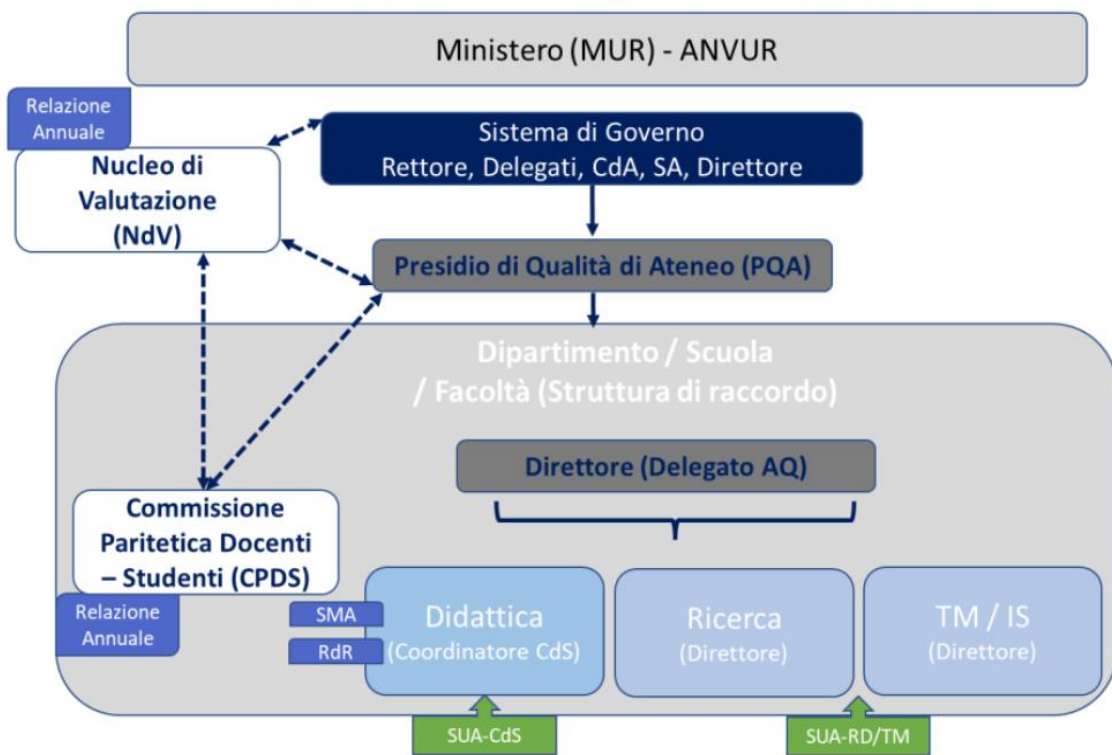 Ministero (MUR) - ANVUR
Relazione
Annuale
Nucleo di
Valutazione
(NdV)
Sistema di Governo
Rettore, Delegati, CdA, SA, Direttore
Presidio di Qualità di Ateneo (PQA)
Dipartimento / Scuola
/ Facoltà (Struttura di raccordo)
Direttore (Delegato AQ)
Commissione
Paritetica Docenti
– Studenti (CPDS)
Relazione
Annuale
SMA
RdR
Didattica
(Coordinatore CdS)
Ricerca
(Direttore)
TM / IS
(Direttore)
SUA-CdS
SUA-RD/TM